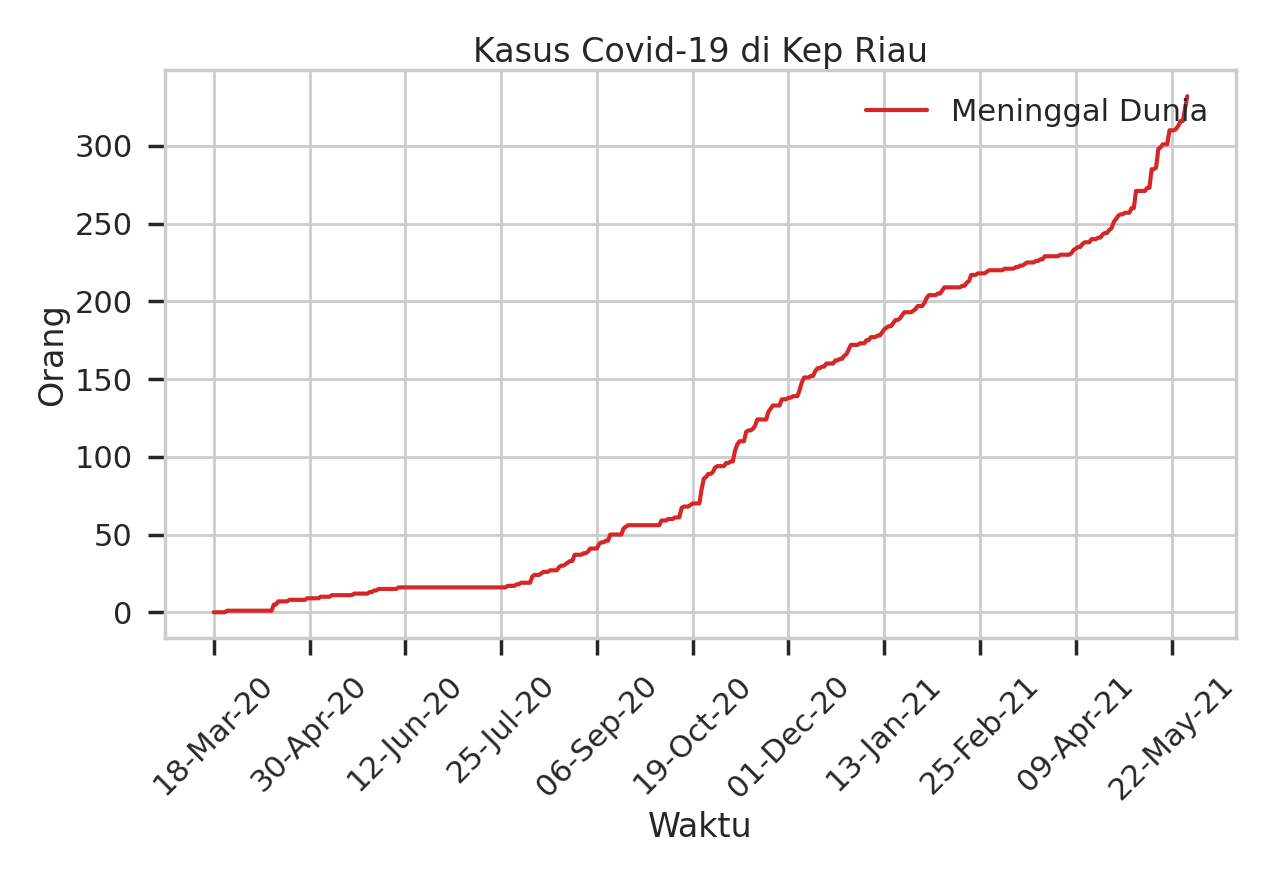 Kasus Covid-19 di Kep Riau
Meninggal Dunia
Orang
300
250
200
150
100
50
0
18-Mar-20
30-Apr-20
12-Jun-20
25-Jul-20
06-Sep-20
19-Oct-20
01-Dec-20
13-Jan-21
25-Feb-21
09-Apr-21
22-May-21
Waktu